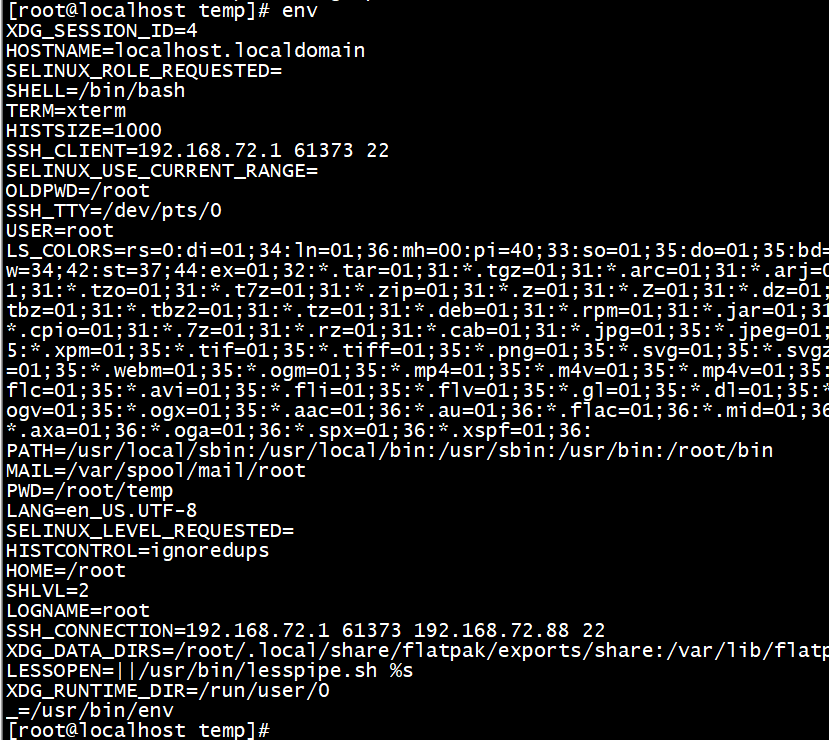 [root@localhost temp]# env
XDG_SESSION_ID=4
HOSTNAME=localhost.localdomain
SELINUX_ROLE_REQUESTED=
SHELL=/bin/bash
TERM=xterm
HISTSIZE=1000
SSH_CLIENT=192.168.72.1 61373 22
SELINUX_USE_CURRENT_RANGE=
OLDPWD=/root
SSH_TTY=/dev/pts/0
USER=root
LS_COLORS=rs=0:di=01;34:ln=01;36:mh=00:pi=40;33:so=01;35:do=01;35:bd=
w=34;42:st=37;44:ex=01;32:*.tar=01;31:*.tgz=01;31:*.arc=01;31:*.arj=0
1;31:*.tzo=01;31:*.t7z=01;31:*.zip=01;31:*.z=01;31:*.Z=01;31:*.dz=01;
tbz=01;31:*.tbz2=01;31:*.tz=01;31:*.deb=01;31:*.rpm=01;31:*.jar=01;31
*.cpio=01;31:*.7z=01;31:*.rz=01;31:*.cab=01;31:*.jpg=01;35:*.jpeg=01;
5:*.xpm=01;35:*.tif=01;35:*.tiff=01;35:*.png=01;35:*.svg=01;35:*.svgz
=01;35:*.webm=01;35:*.ogm=01;35:*.mp4=01;35:*.m4v=01;35:*.mp4v=01;35:
flc=01;35:*.avi=01;35:*.fli=01;35:*.flv=01;35:*.gl=01;35:*.dl=01;35:*
ogv=01;35:*.ogx=01;35:*.aac=01;36:*.au=01;36:*.flac=01;36:*.mid=01;36
*.axa=01;36:*.oga=01;36:*.spx=01;36:*.xspf=01;36:
PATH=/usr/local/sbin:/usr/local/bin:/usr/sbin:/usr/bin:/root/bin
MAIL=/var/spool/mail/root
PWD=/root/temp
LANG=en_US.UTF-8
SELINUX_LEVEL_REQUESTED=
HISTCONTROL=ignoredups
HOME=/root
SHLVL=2
LOGNAME=root
SSH_CONNECTION=192.168.72.1 61373 192.168.72.88 22
XDG_DATA_DIRS=/root/.local/share/flatpak/exports/share:/var/lib/flatp
LESSOPEN=||/usr/bin/lesspipe.sh %s
XDG_RUNTIME_DIR=/run/user/0
_=/usr/bin/env
[root@localhost temp]#